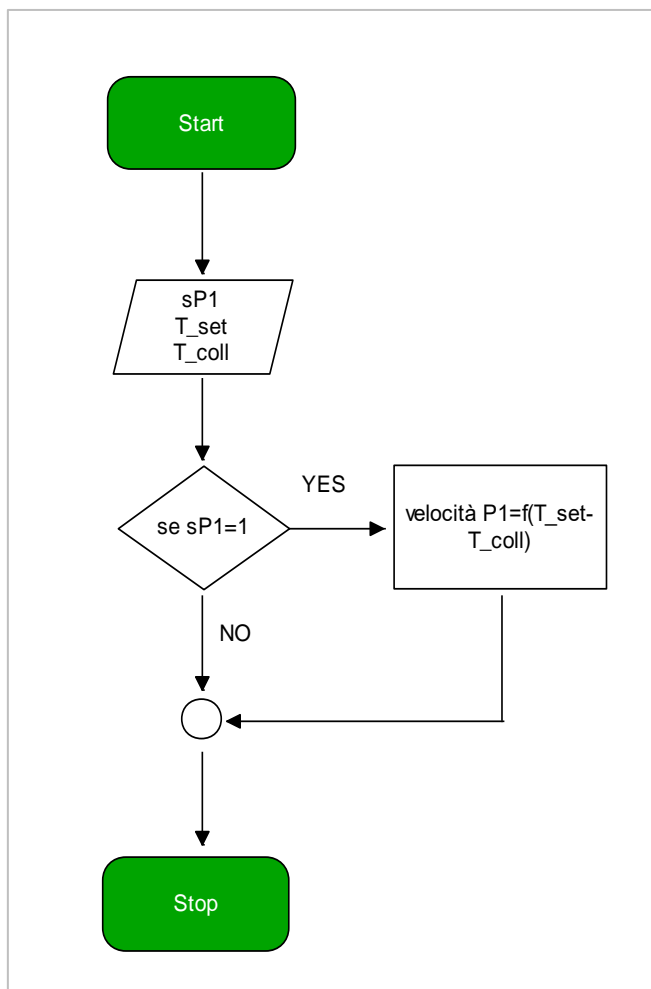 Start
sP1
T_set
T_coll
se sP1=1
YES
velocità P1=f(T_set-
T_coll)
NO
Stop